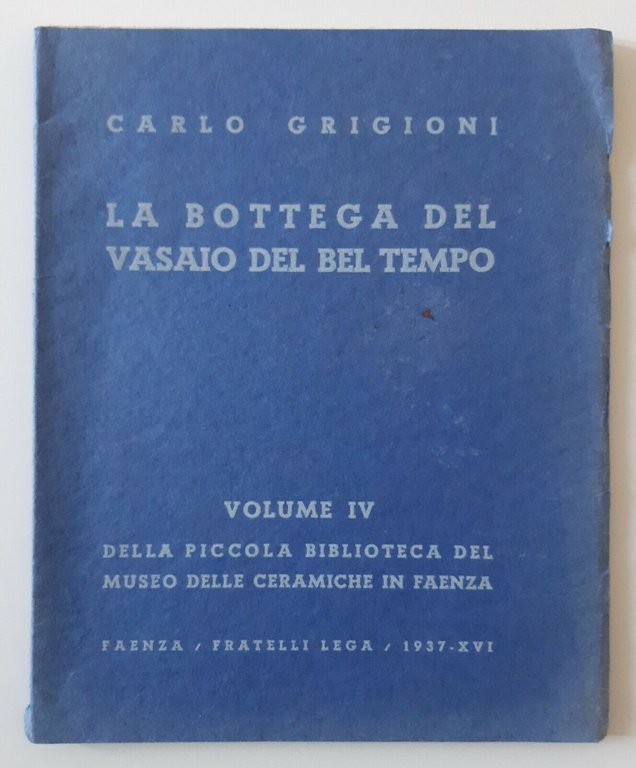 CARLO GRIGIONI
LA BOTTEGA DEL
VASAIO DEL BEL TEMPO
VOLUME IV
DELLA PICCOLA BIBLIOTECA DEL
MUSEO DELLE CERAMICHE IN FAENZA
FAENZA / FRATELLI LEGA / 1937-XVI